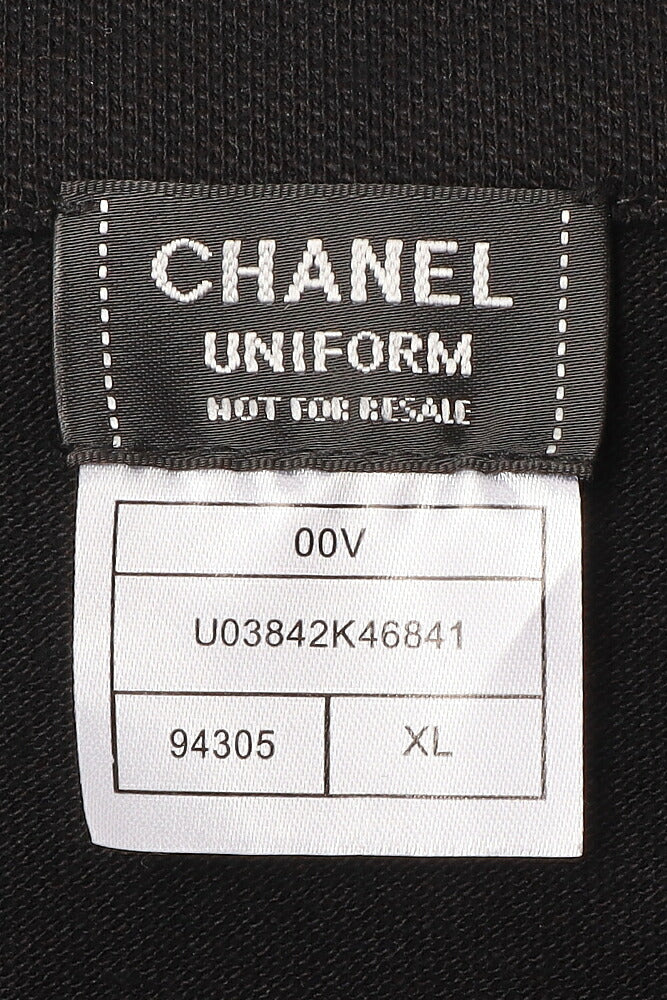 CHANEL
UNIFORM
NOT FOR RESALE
00V
U03842K46841
94305 XL